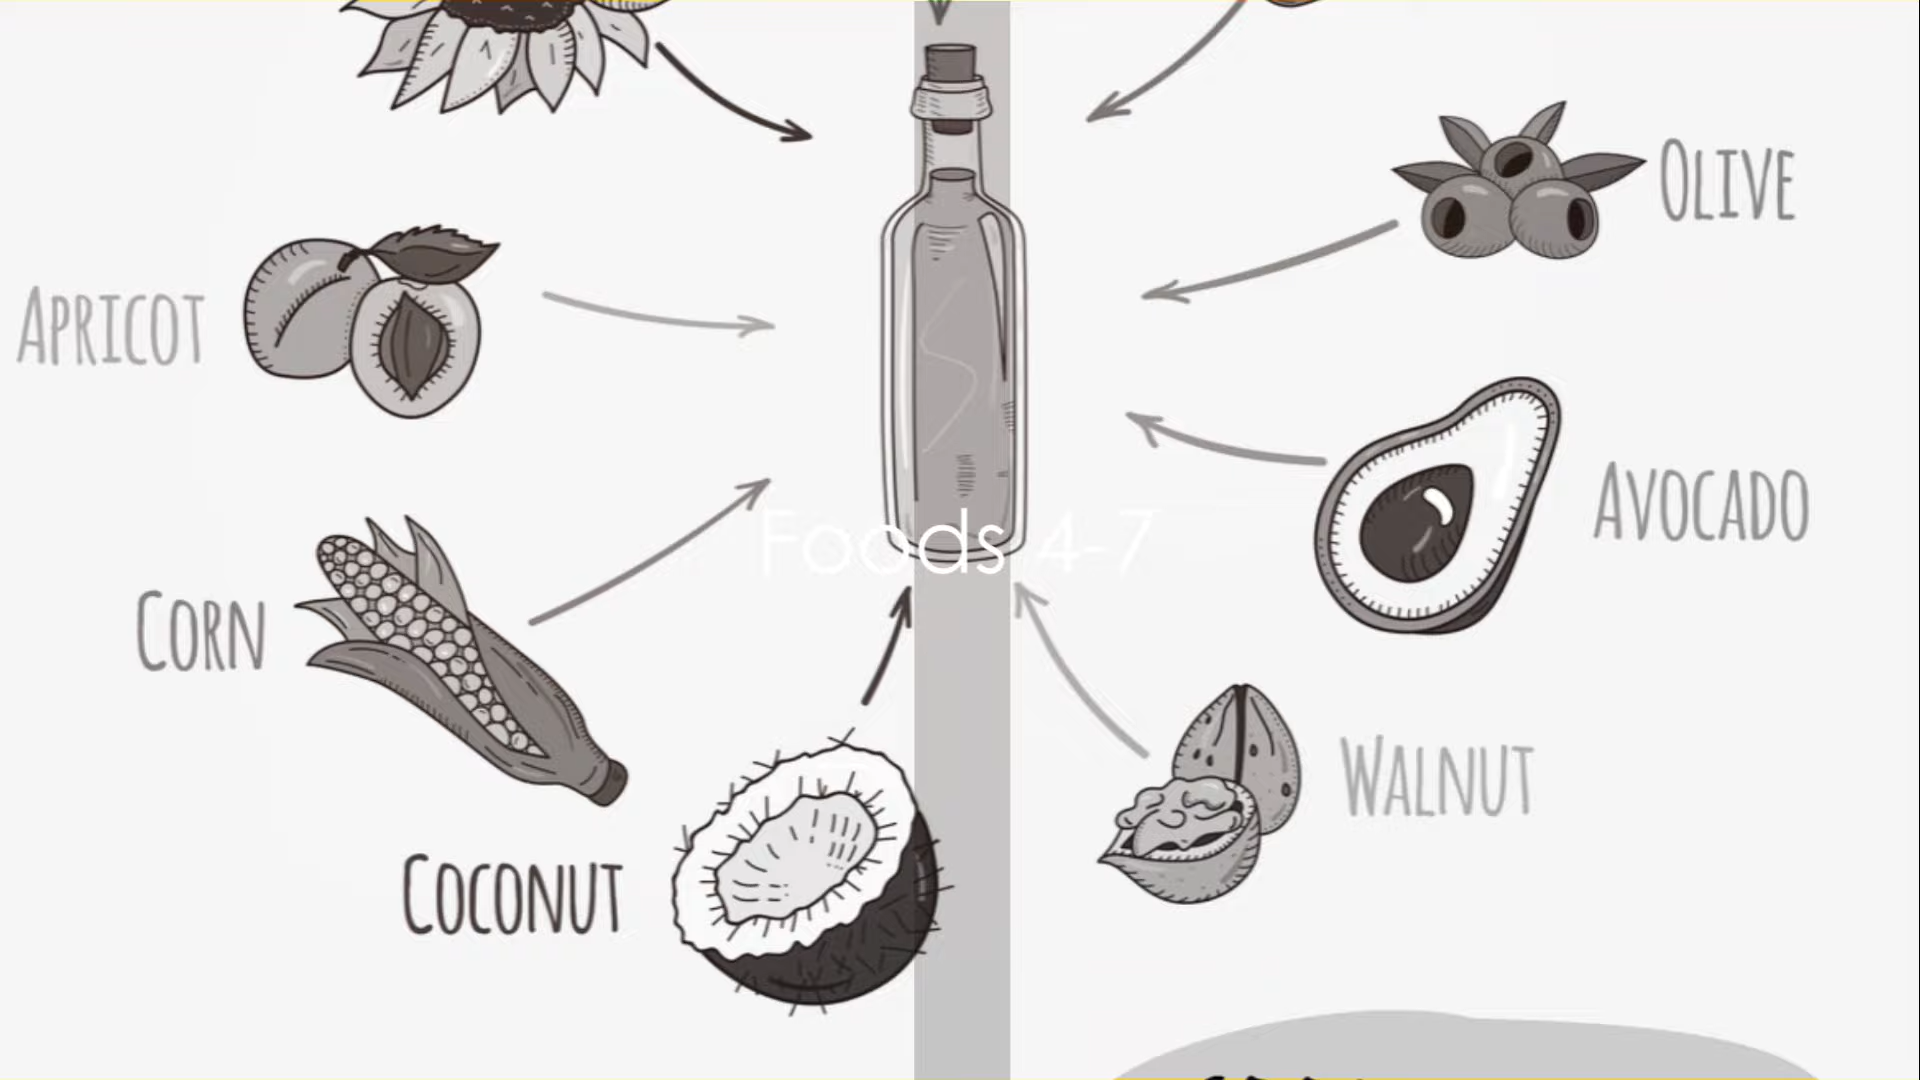 Olive
Apricot
Avocado
Foods 4-7
Corn
Walnut
Coconut